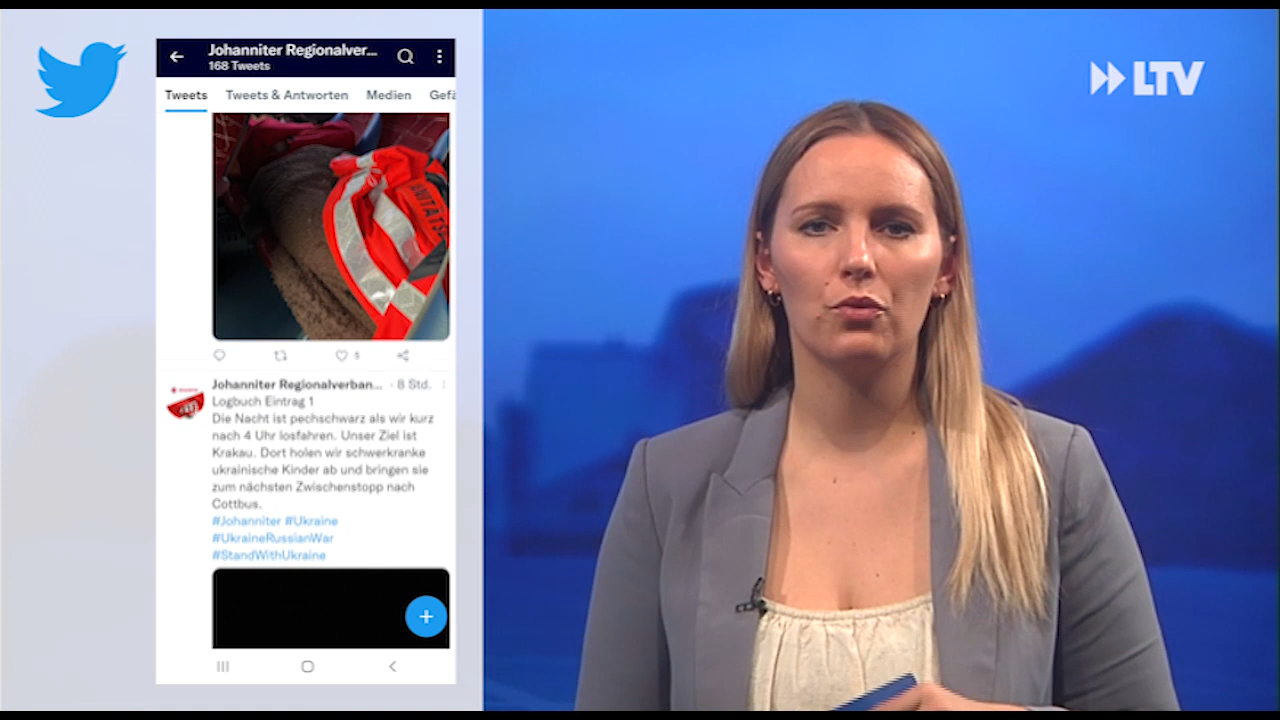 Johanniter Regionalver...
168 Tweets
Tweets Tweets & Antworten Medien Gefä
5
Johanniter Regionalverban... · 8 Std.
Logbuch Eintrag 1
Die Nacht ist pechschwarz als wir kurz
nach 4 Uhr losfahren. Unser Ziel ist
Krakau. Dort holen wir schwerkranke
ukrainische Kinder ab und bringen sie
zum nächsten Zwischenstopp nach
Cottbus.
#Johanniter #Ukraine
#UkraineRussianWar
#StandWithUkraine
LTV